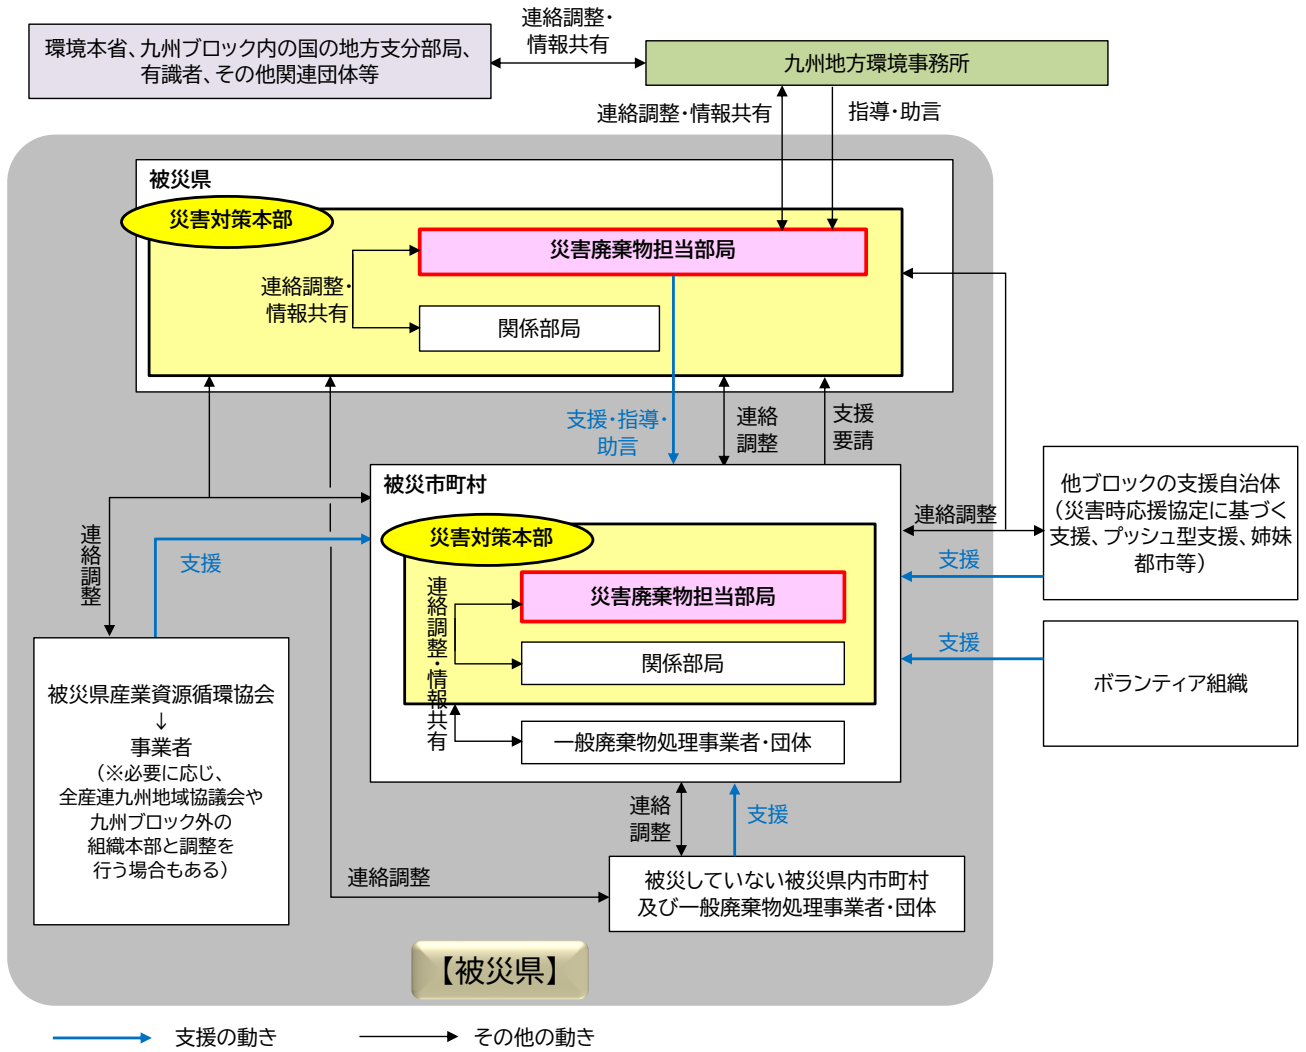 環境本省、九州ブロック内の国の地方支分部局、
有識者、その他関連団体等
連絡調整・
情報共有
九州地方環境事務所
連絡調整・情報共有
指導・助言
被災県
災害対策本部
災害廃棄物担当部局
連絡調整・
情報共有
関係部局
支援・指導・
助言
連絡
調整
支援
要請
被災市町村
災害対策本部
災害廃棄物担当部局
連絡調整・情報共有
関係部局
一般廃棄物処理事業者・団体
連絡調整
支援
連絡調整
支援
他ブロックの支援自治体
（災害時応援協定に基づく
支援、プッシュ型支援、姉妹
都市等）
支援
ボランティア組織
被災県産業資源循環協会
↓
事業者
（※必要に応じ、
全産連九州地域協議会や
九州ブロック外の
組織本部と調整を
行う場合もある）
連絡
調整
支援
連絡調整
被災していない被災県内市町村
及び一般廃棄物処理事業者・団体
【被災県】
支援の動き
その他の動き